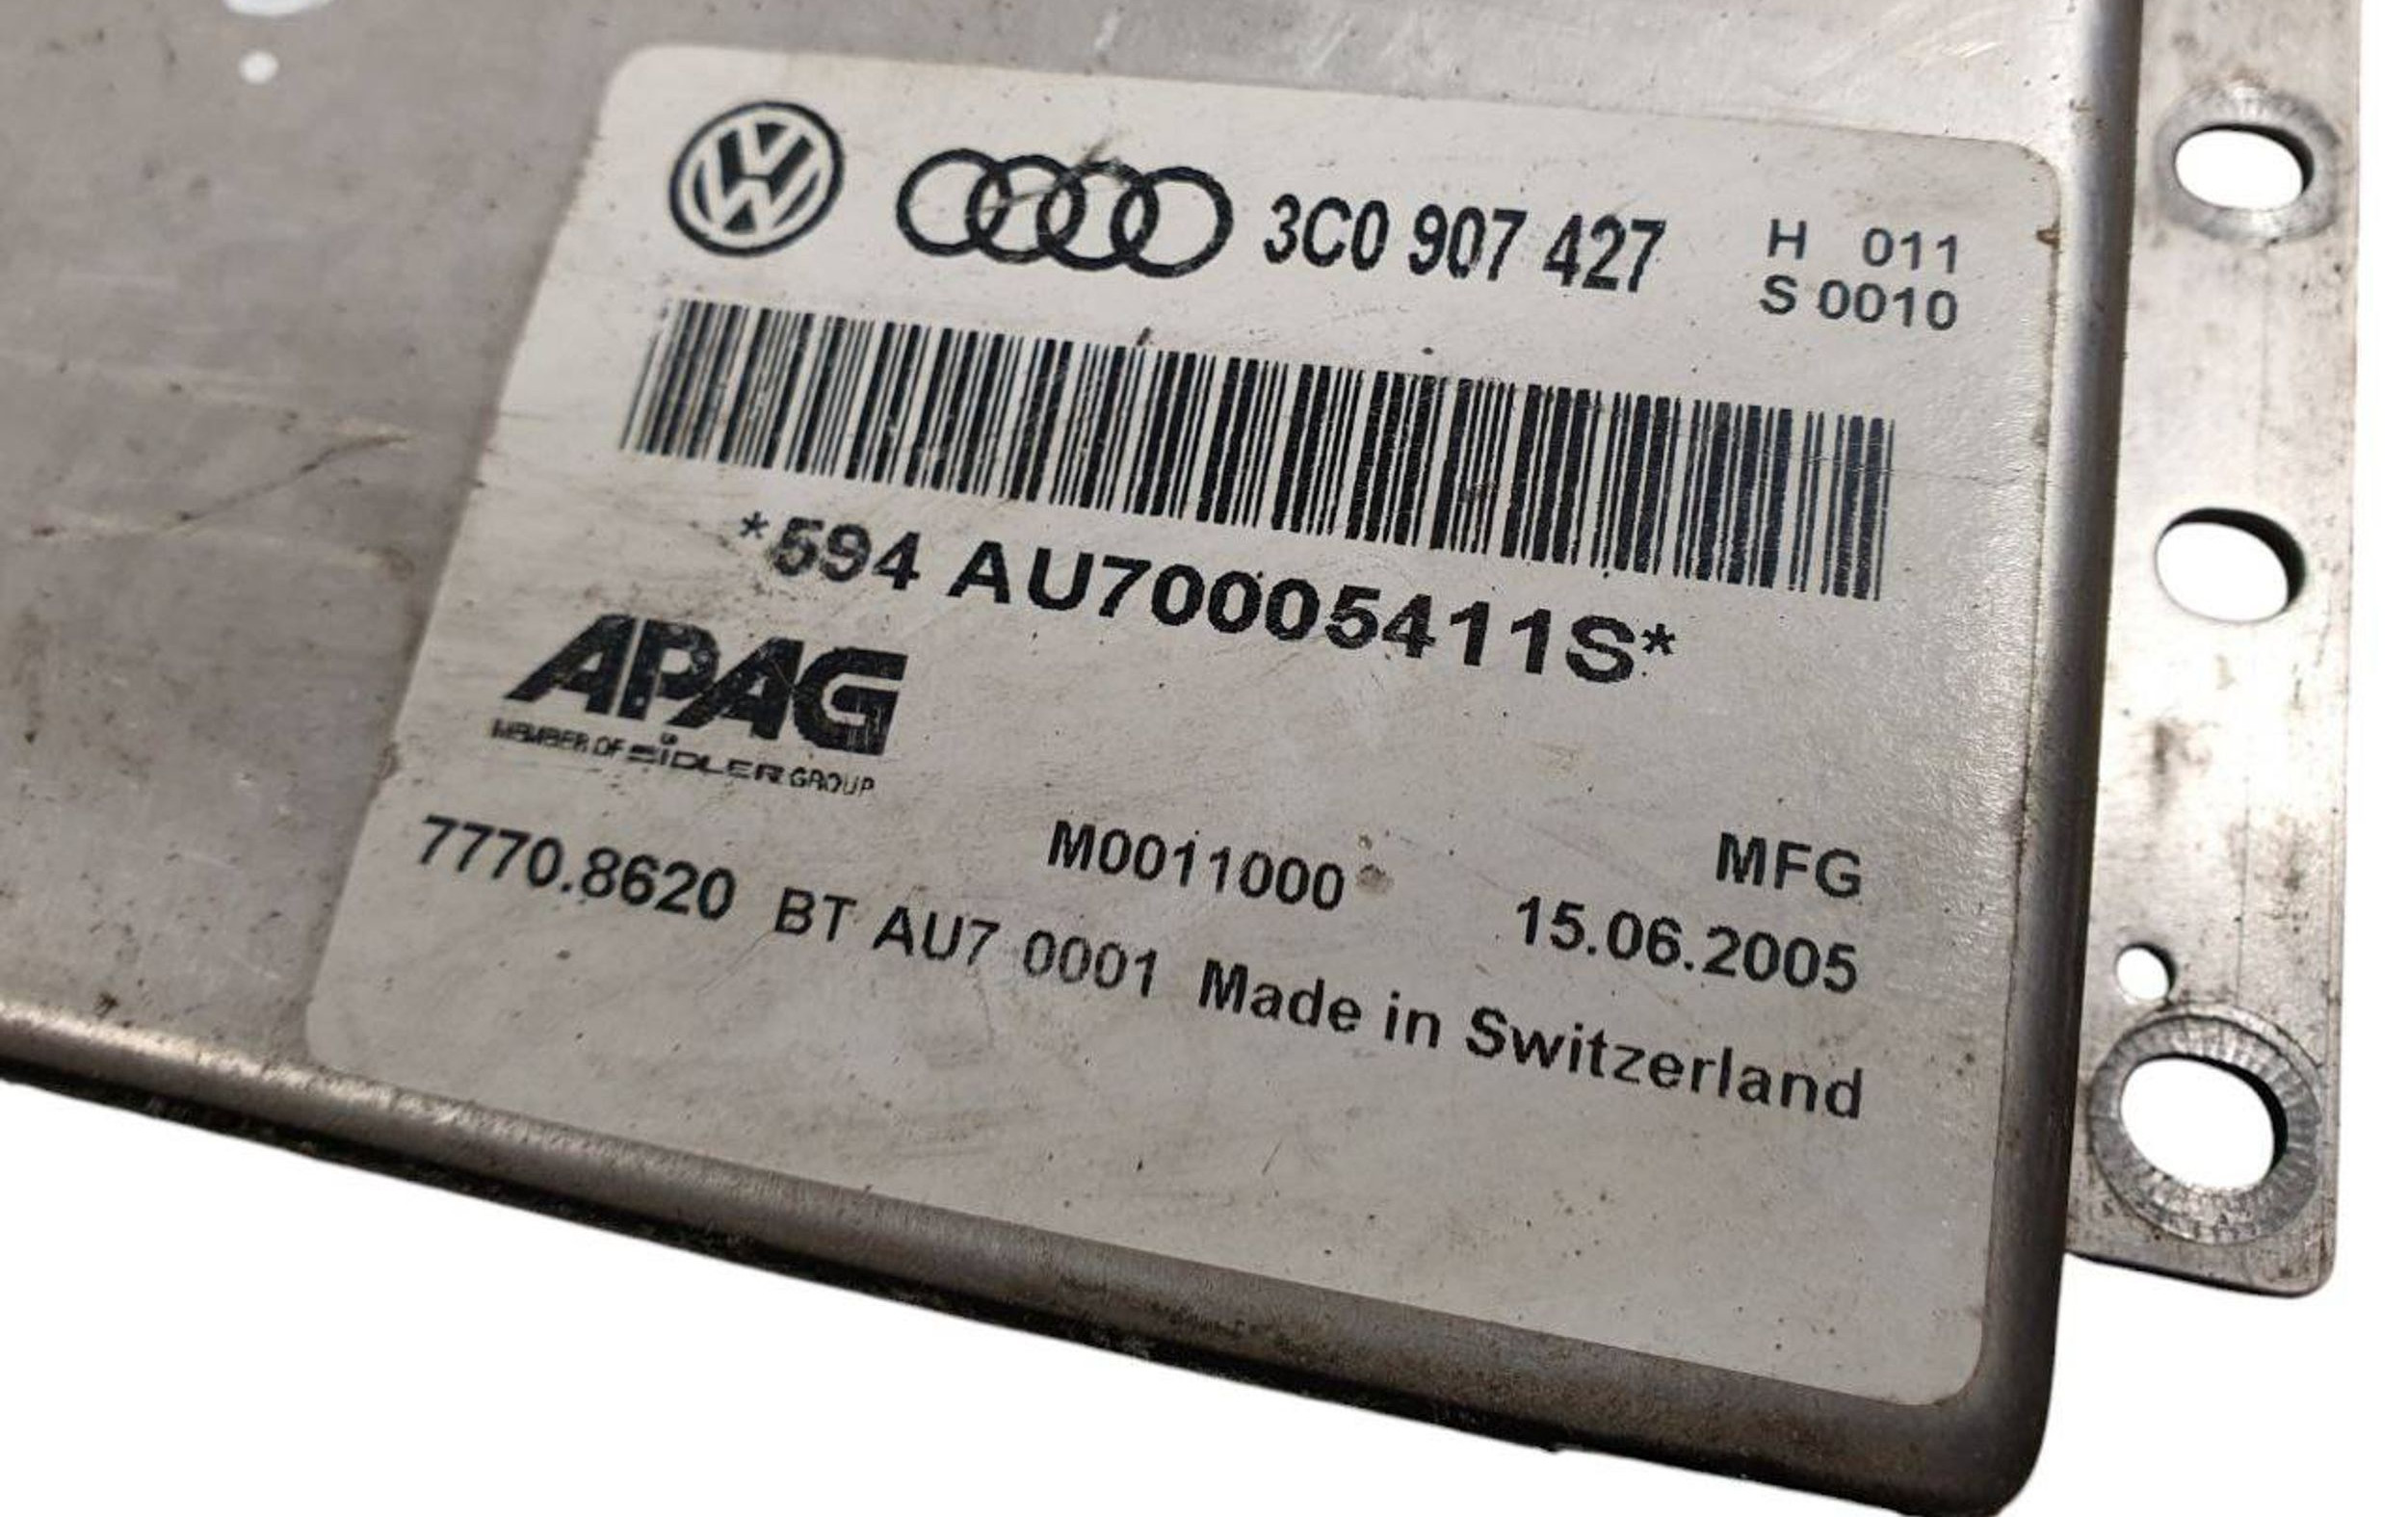 3C0 907 427 H 011
S 0010
*594 AU70005411S*
APAG
MEMBER OF SIDLER GROUP
M0011000 MFG
7770.8620 BT AU7 0001 15.06.2005
Made in Switzerland